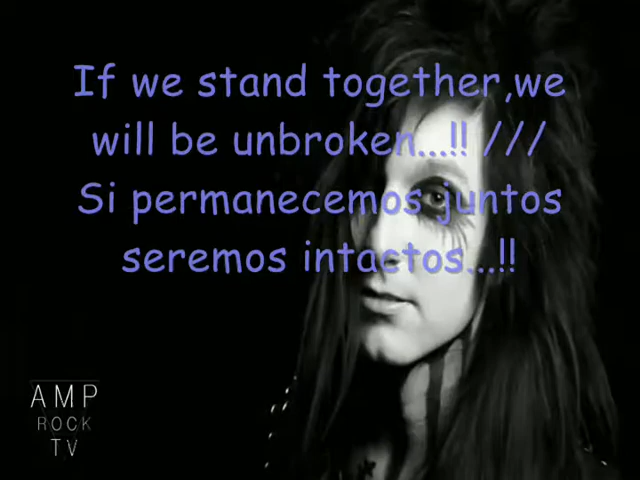 If we stand together,we
will be unbroken...!! ///
Si permanecemos juntos
seremos intactos...!!
AMP
ROCK
TV